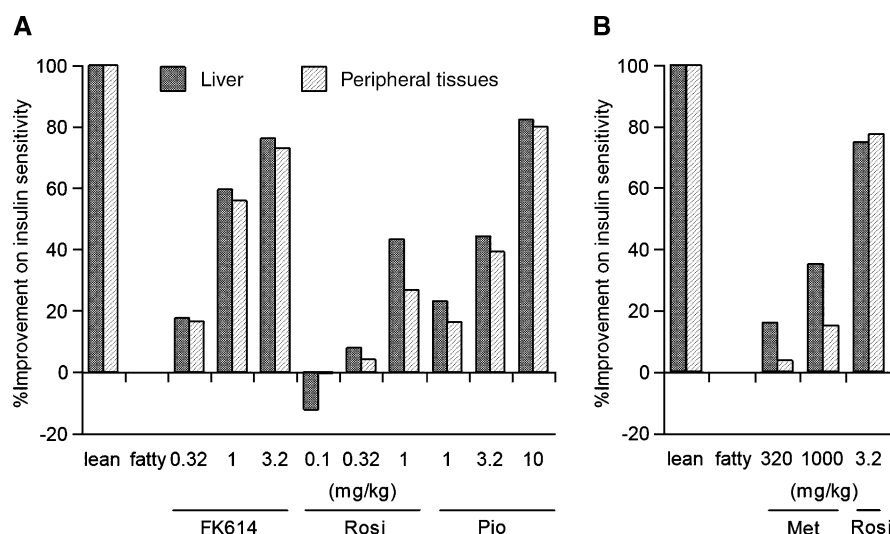 A
%Improvement on insulin sensitivity
100
80
60
40
20
0
-20
Liver
Peripheral tissues
lean fatty 0.32 1 3.2 0.1 0.32 1 1 3.2 10
(mg/kg)
FK614 Rosi Pio
B
%Improvement on insulin sensitivity
100
80
60
40
20
0
-20
lean fatty 320 1000 3.2
(mg/kg)
Met Rosi